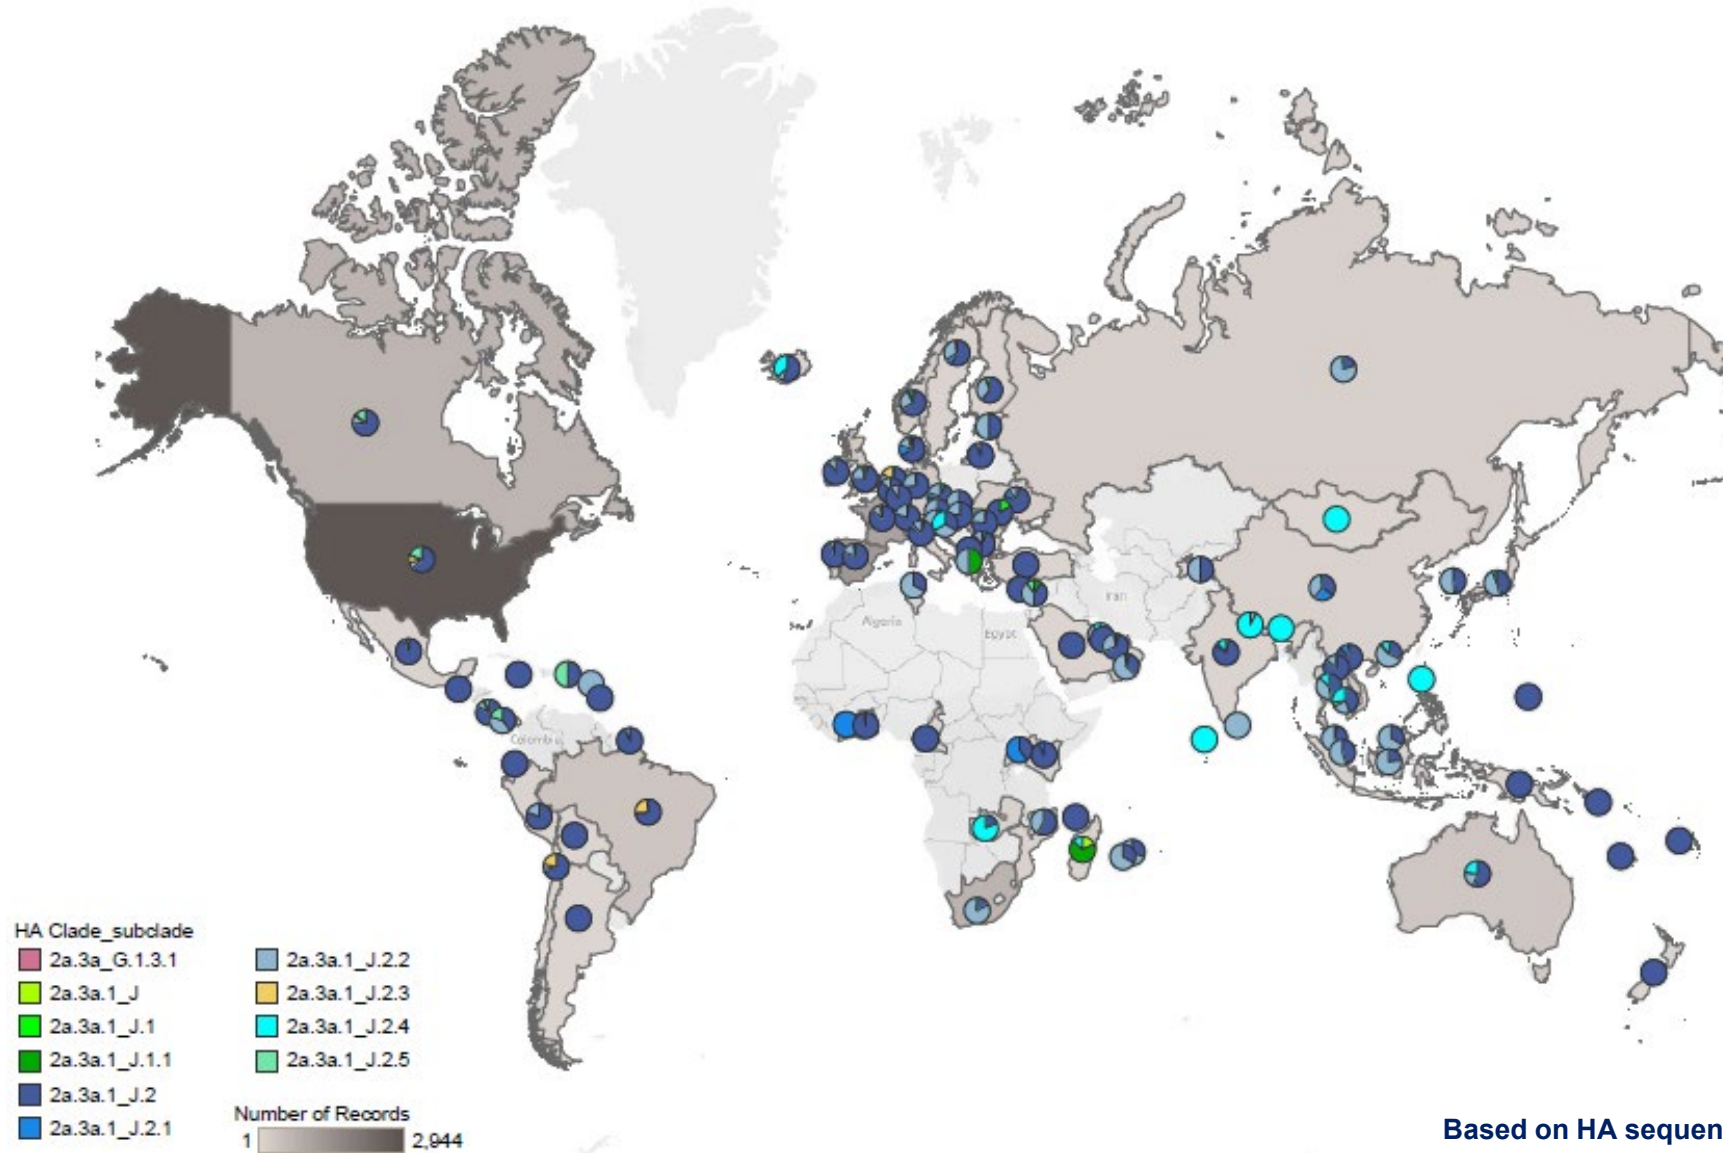 Iran
Algeria
Egypt
Colombia
HA Clade_subclade
2a.3a_G.1.3.1
2a.3a.1_J
2a.3a.1_J.1
2a.3a.1_J.1.1
2a.3a.1_J.2
2a.3a.1_J.2.1
2a.3a.1_J.2.2
2a.3a.1_J.2.3
2a.3a.1_J.2.4
2a.3a.1_J.2.5
Number of Records
1 2,944
Based on HA sequen